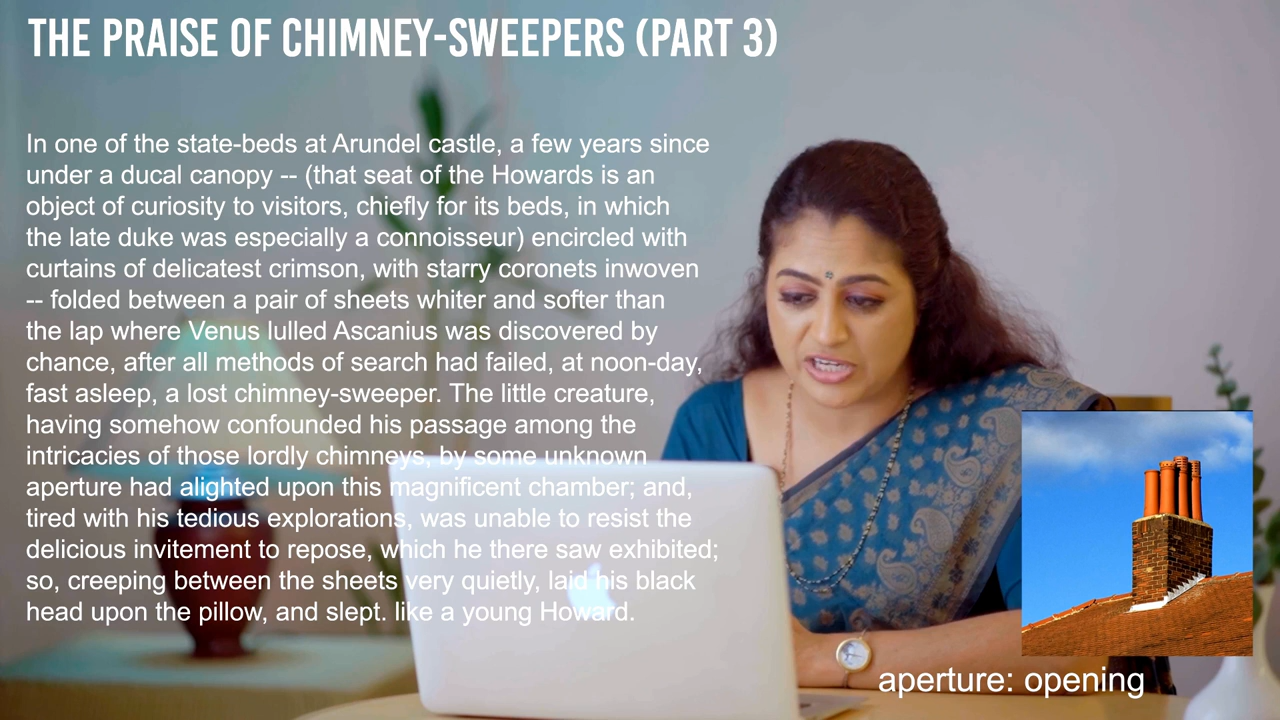 THE PRAISE OF CHIMNEY-SWEEPERS (PART 3)
In one of the state-beds at Arundel castle, a few years since
under a ducal canopy -- (that seat of the Howards is an
object of curiosity to visitors, chiefly for its beds, in which
the late duke was especially a connoisseur) encircled with
curtains of delicatest crimson, with starry coronets inwoven
-- folded between a pair of sheets whiter and softer than
the lap where Venus lulled Ascanius was discovered by
chance, after all methods of search had failed, at noon-day,
fast asleep, a lost chimney-sweeper. The little creature,
having somehow confounded his passage among the
intricacies of those lordly chimneys, by some unknown
aperture had alighted upon this magnificent chamber; and,
tired with his tedious explorations, was unable to resist the
delicious invitement to repose, which he there saw exhibited;
so, creeping between the sheets very quietly, laid his black
head upon the pillow, and slept. like a young Howard.
aperture: opening